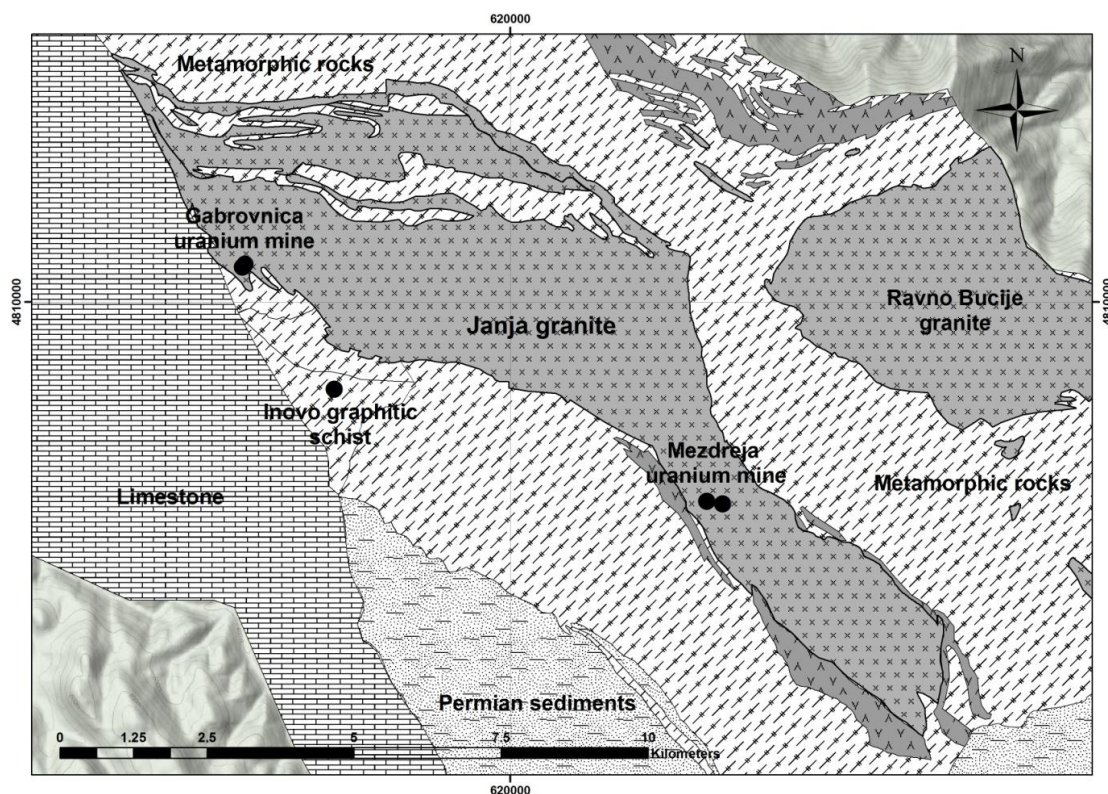 620000
Metamorphic rocks
N
Gabrovnica
uranium mine
4810000
4810000
Janja granite
Ravno Bucije
granite
Inovo graphitic
schist
Mezdreja
uranium mine
Metamorphic rocks
Limestone
Permian sediments
0 1.25 2.5 5 7.5 10
Kilometers
620000